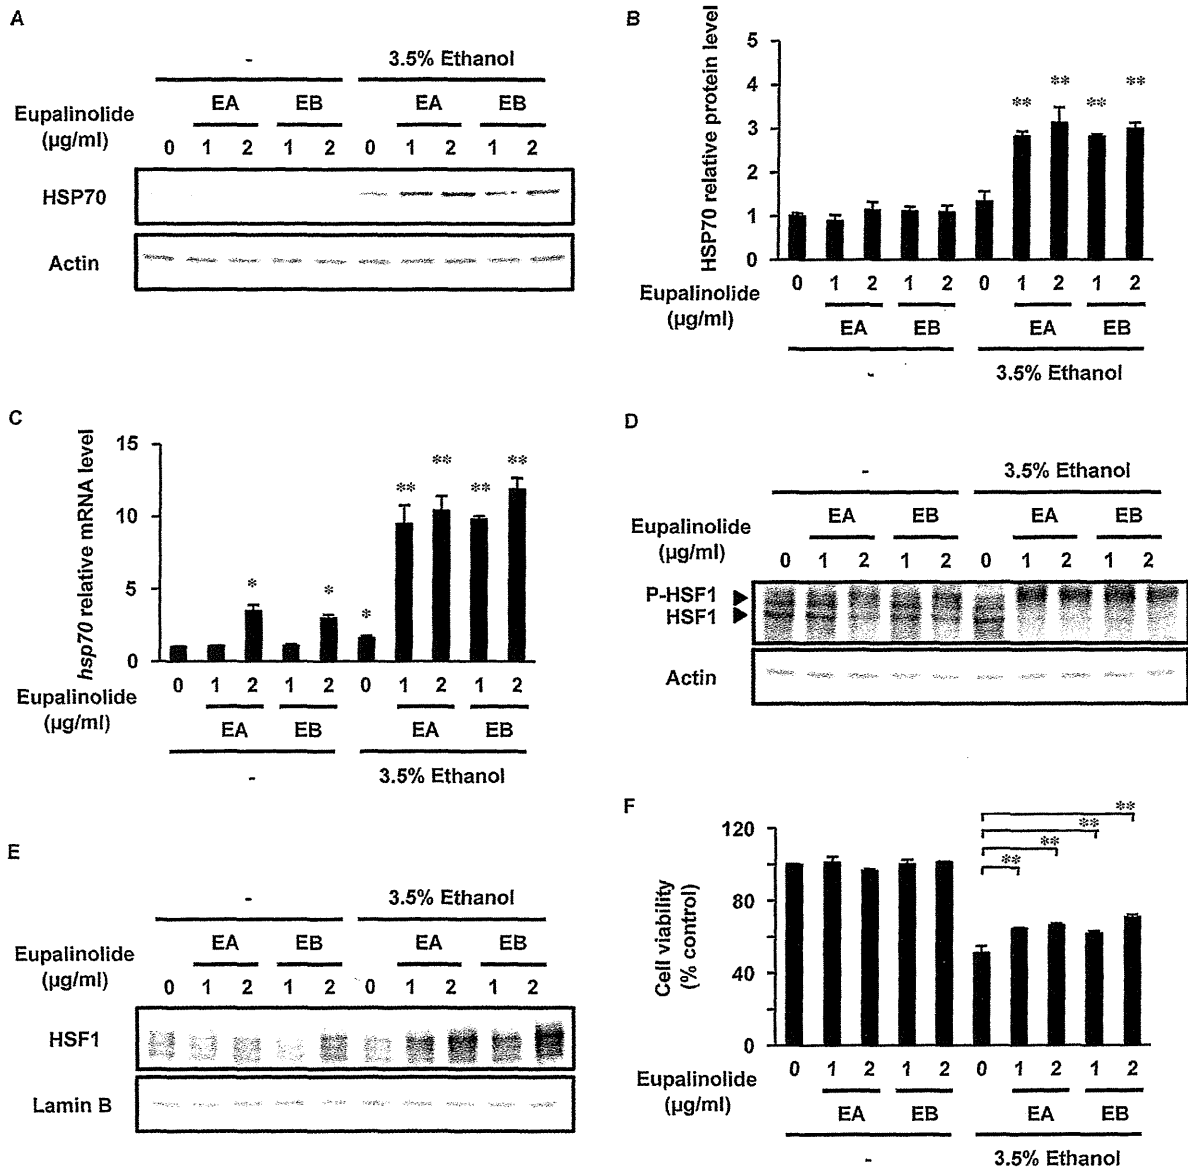 A
- 3.5% Ethanol
Eupalinolide EA EB EA EB
(μg/ml) 0 1 2 1 2 0 1 2 1 2
HSP70
Actin
B
HSP70 relative protein level
5
4
3
2
1
0
** ** ** **
Eupalinolide 0 1 2 1 2 0 1 2 1 2
(μg/ml) EA EB EA EB
- 3.5% Ethanol
C
hsp70 relative mRNA level
15
10
5
0
* * * ** ** ** **
Eupalinolide 0 1 2 1 2 0 1 2 1 2
(μg/ml) EA EB EA EB
- 3.5% Ethanol
D
- 3.5% Ethanol
Eupalinolide EA EB EA EB
(μg/ml) 0 1 2 1 2 0 1 2 1 2
P-HSF1
HSF1
Actin
E
- 3.5% Ethanol
Eupalinolide EA EB EA EB
(μg/ml) 0 1 2 1 2 0 1 2 1 2
HSF1
Lamin B
F
Cell viability
(% control)
120
80
40
0
**
**
**
**
Eupalinolide 0 1 2 1 2 0 1 2 1 2
(μg/ml) EA EB EA EB
- 3.5% Ethanol